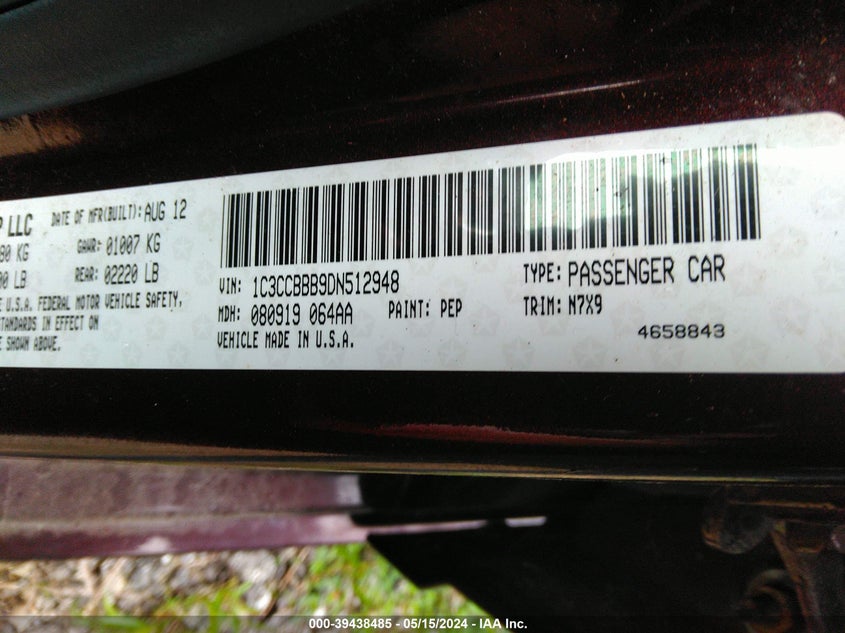 P LLC
DATE OF MFR(BUILT): AUG 12
80 KG
GAWR: 01007 KG
00 LB
REAR: 02220 LB
E U.S.A. FEDERAL MOTOR VEHICLE SAFETY,
STANDARDS IN EFFECT ON
E SHOWN ABOVE.
VIN: 1C3CCBBB9DN512948
TYPE: PASSENGER CAR
MDH: 080919 064AA
PAINT: PEP
TRIM: N7X9
VEHICLE MADE IN U.S.A.
4658843
000-39438485 - 05/15/2024 - IAA Inc.